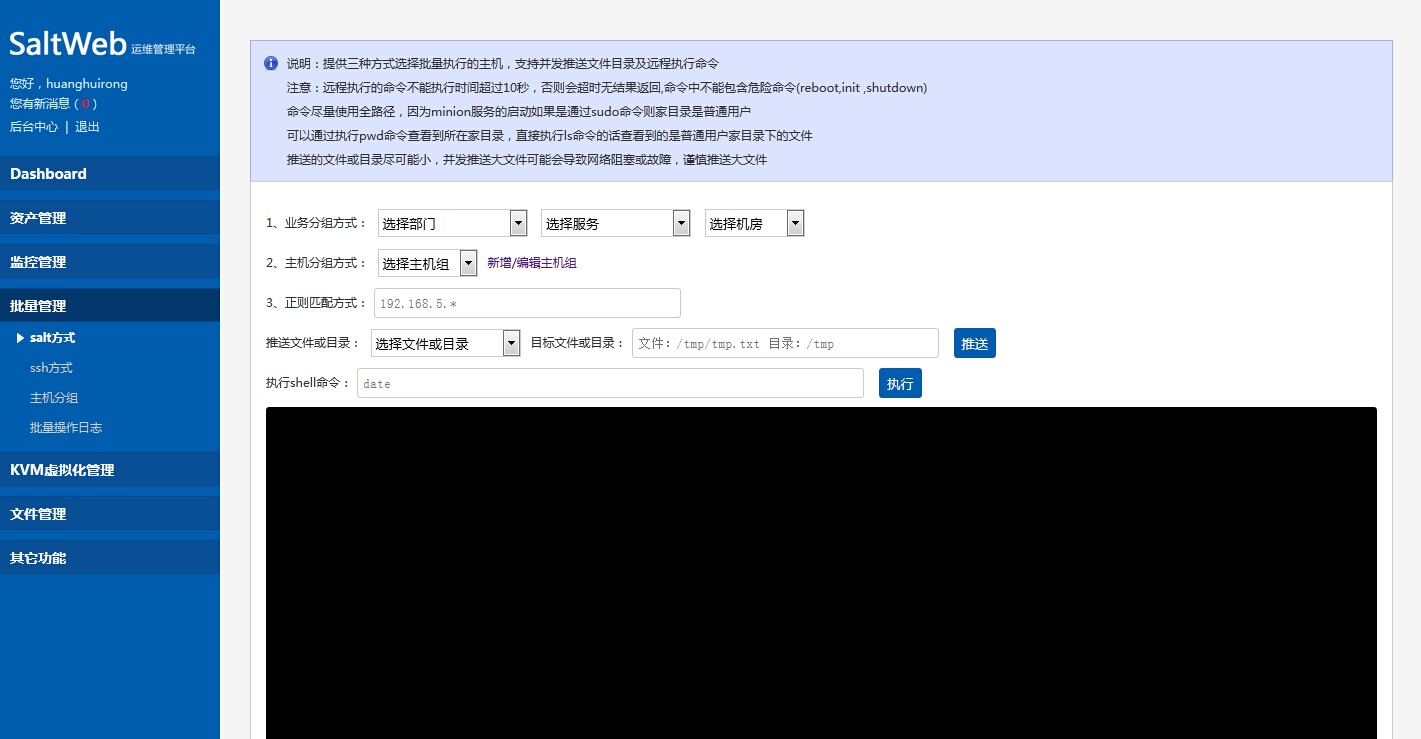 SaltWeb 运维管理平台
您好，huanghuirong
您有新消息 ( 0 )
后台中心 | 退出
Dashboard
资产管理
监控管理
批量管理
salt方式
ssh方式
主机分组
批量操作日志
KVM虚拟化管理
文件管理
其它功能
说明：提供三种方式选择批量执行的主机，支持并发推送文件目录及远程执行命令
注意：远程执行的命令不能执行时间超过10秒，否则会超时无结果返回,命令中不能包含危险命令(reboot,init ,shutdown)
命令尽量使用全路径，因为minion服务的启动如果是通过sudo命令则家目录是普通用户
可以通过执行pwd命令查看到所在家目录，直接执行ls命令的话查看到的是普通用户家目录下的文件
推送的文件或目录尽可能小，并发推送大文件可能会导致网络阻塞或故障，谨慎推送大文件
1、业务分组方式： 选择部门 选择服务 选择机房
2、主机分组方式： 选择主机组 新增/编辑主机组
3、正则匹配方式： 192.168.5.*
推送文件或目录： 选择文件或目录 目标文件或目录： 文件：/tmp/tmp.txt 目录：/tmp 推送
执行shell命令： date 执行